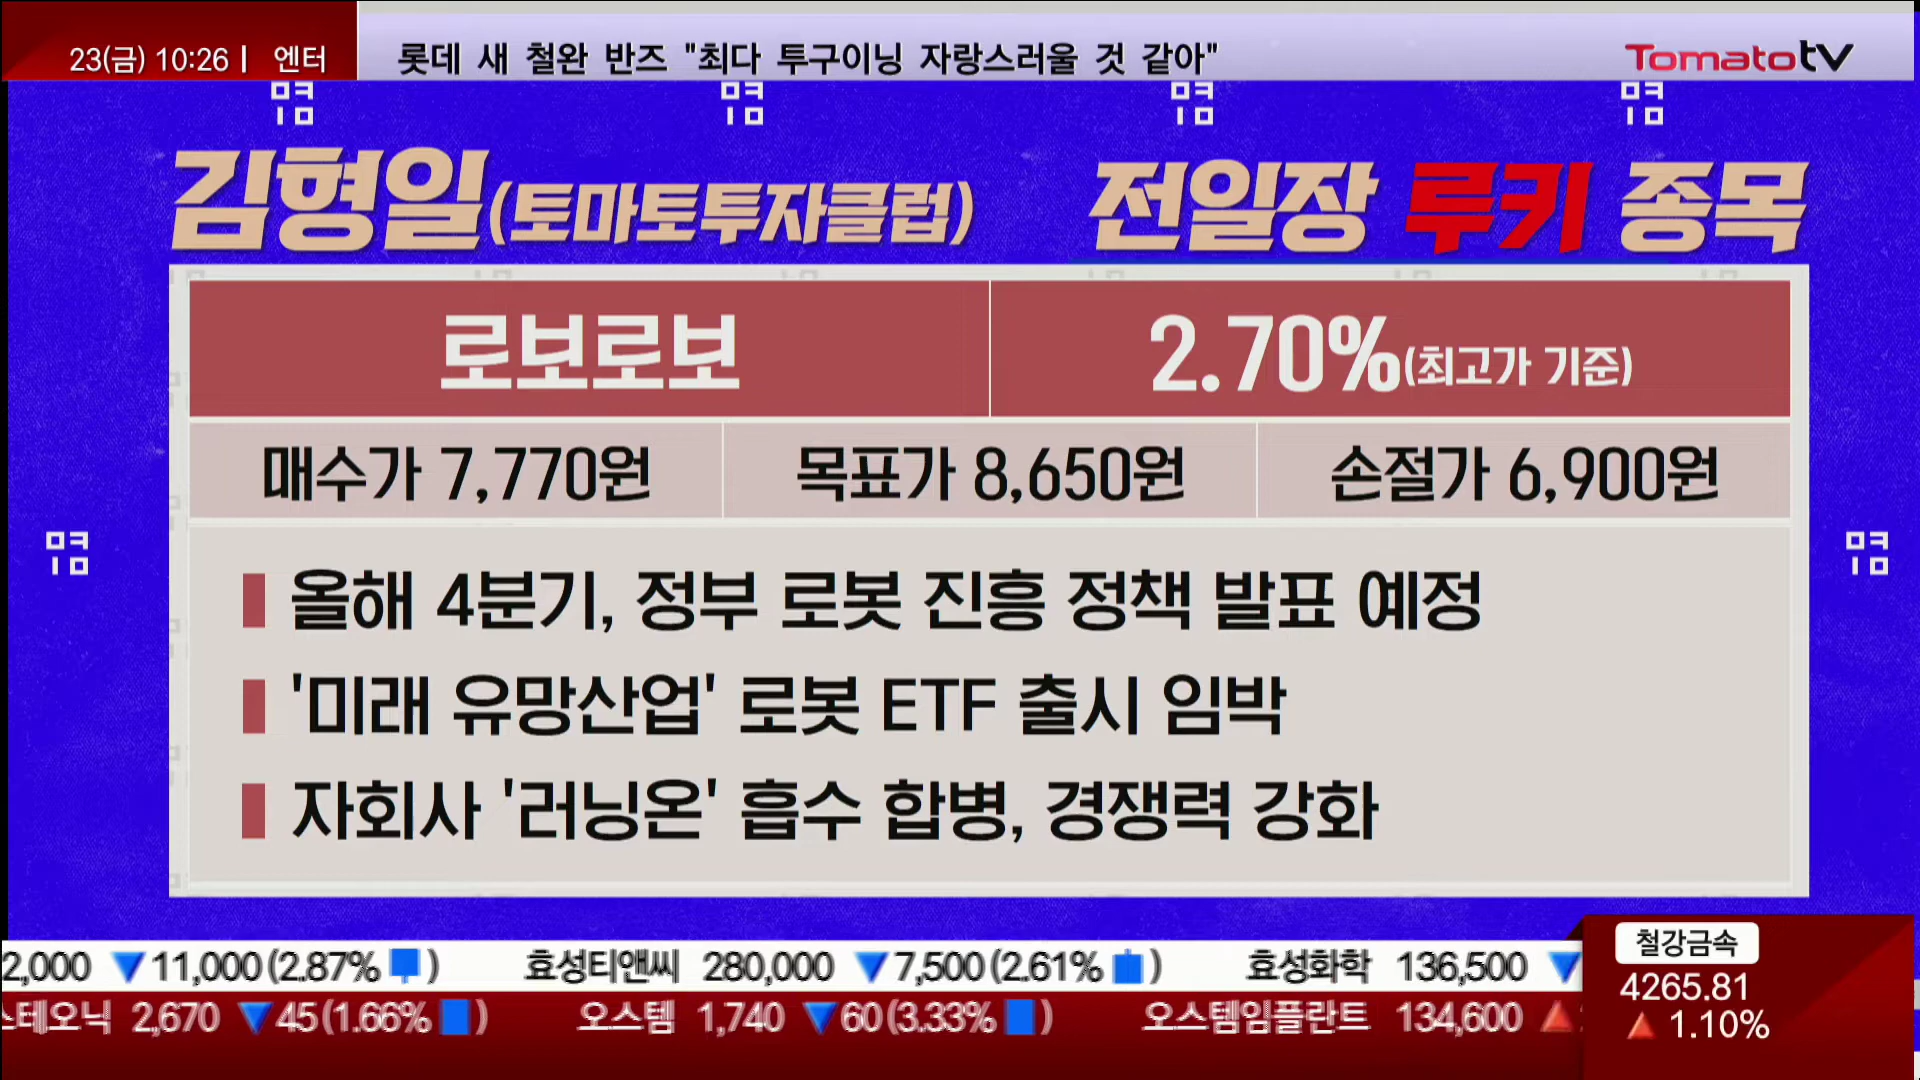 23(금) 10:26 | 엔터
롯데 새 철완 반즈 "최다 투구이닝 자랑스러울 것 같아"
Tomato tV
김형일(토마토투자클럽)
전일장 루키 종목
로보로보
2.70%(최고가 기준)
매수가 7,770원
목표가 8,650원
손절가 6,900원
올해 4분기, 정부 로봇 진흥 정책 발표 예정
'미래 유망산업' 로봇 ETF 출시 임박
자회사 '러닝온' 흡수 합병, 경쟁력 강화
2,000 ▼11,000(2.87% ) 효성티앤씨 280,000 ▼7,500(2.61% ) 효성화학 136,500 ▼
스테오닉 2,670 ▼45(1.66% ) 오스템 1,740 ▼60(3.33% ) 오스템임플란트 134,600 ▲
철강금속
4265.81
▲ 1.10%